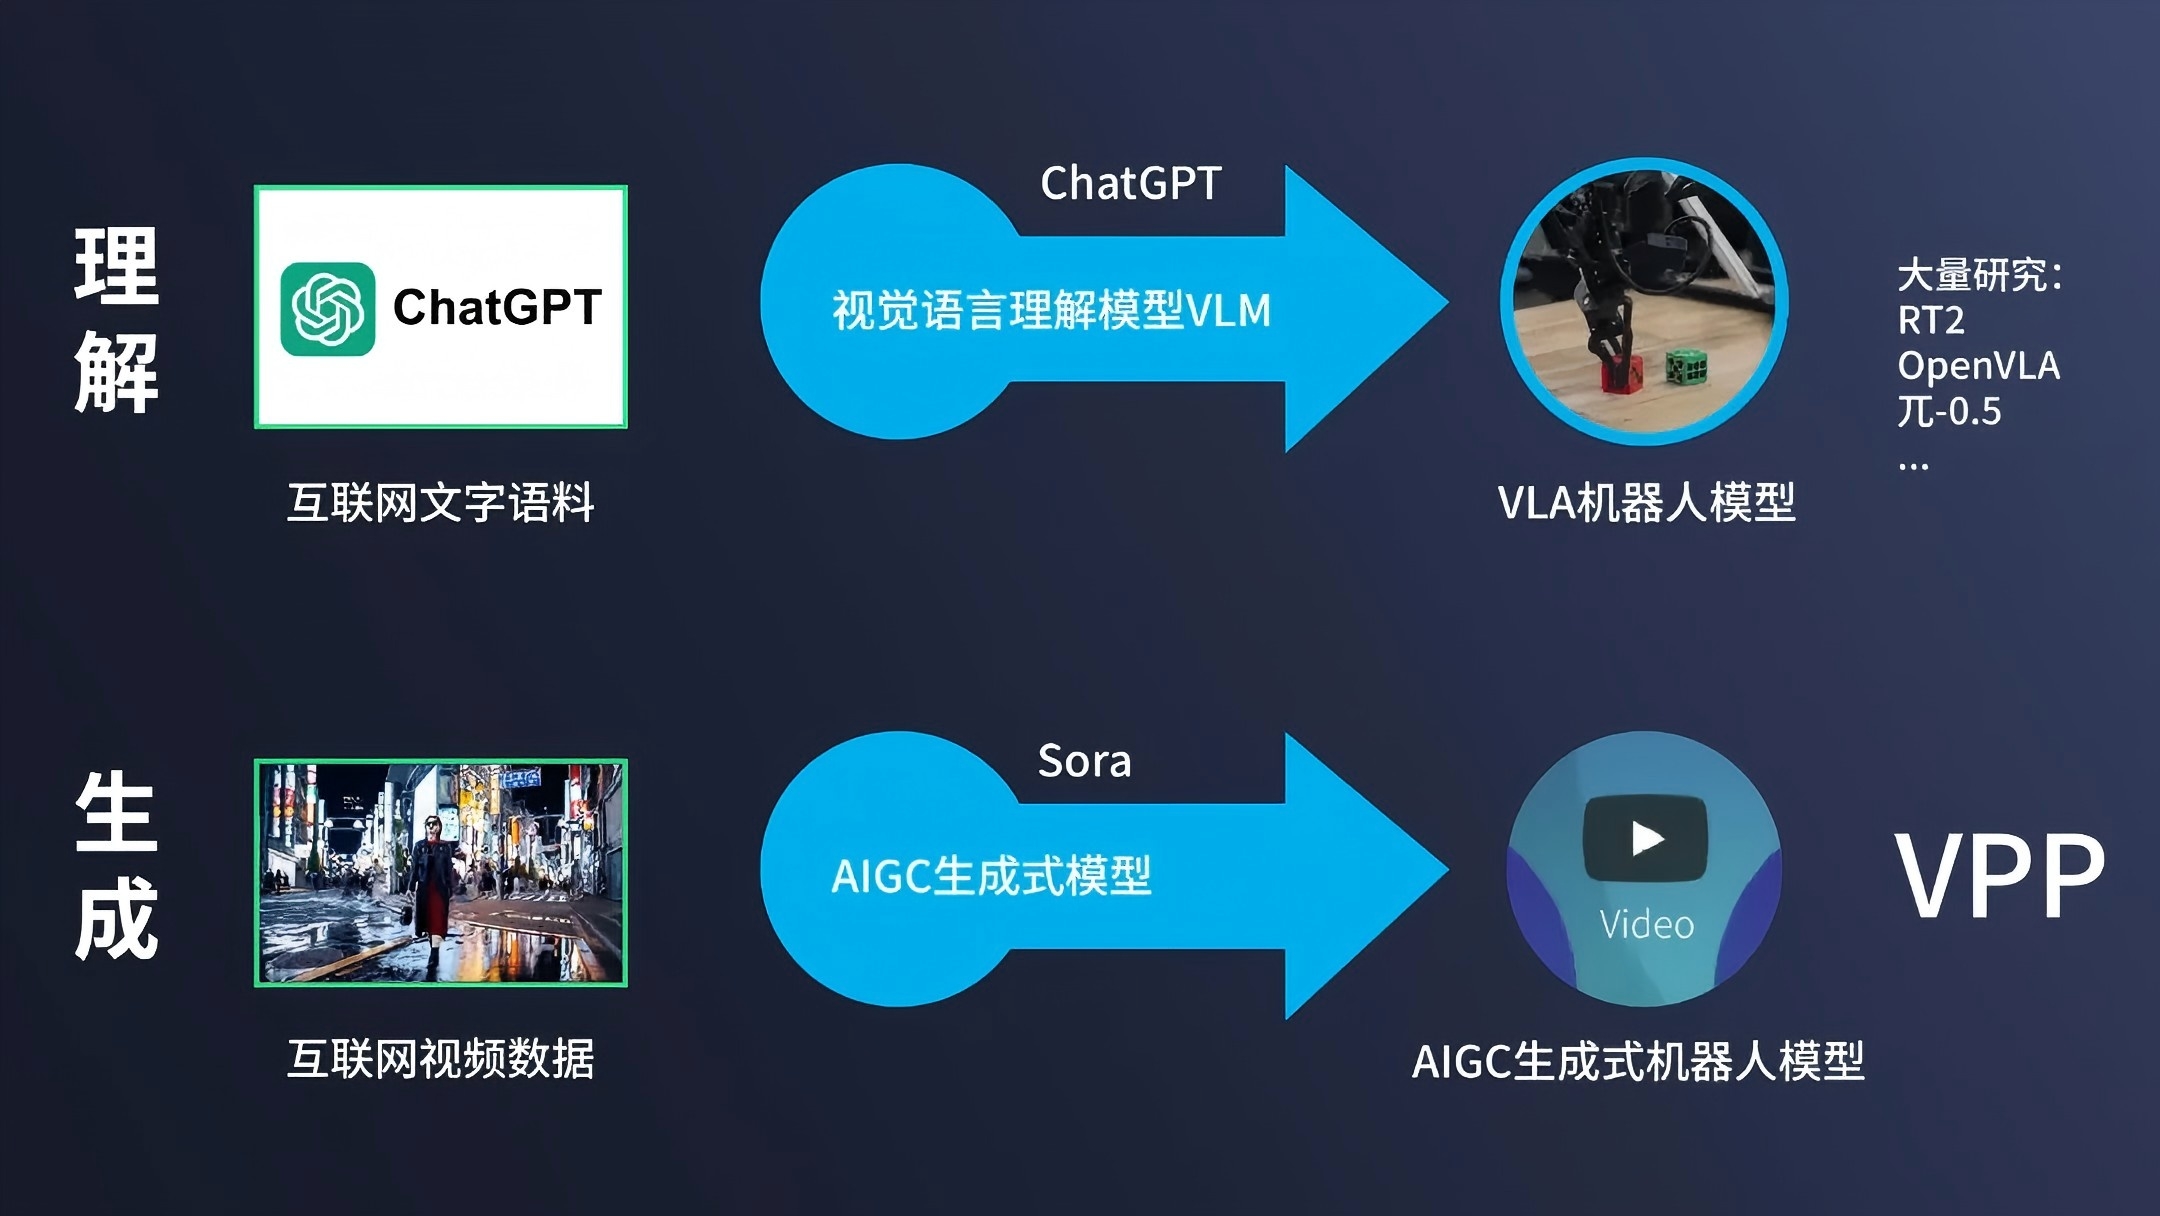 理解
ChatGPT
互联网文字语料
ChatGPT
视觉语言理解模型VLM
VLA机器人模型
大量研究：
RT2
OpenVLA
兀-0.5
...
生成
互联网视频数据
Sora
AIGC生成式模型
Video
AIGC生成式机器人模型
VPP